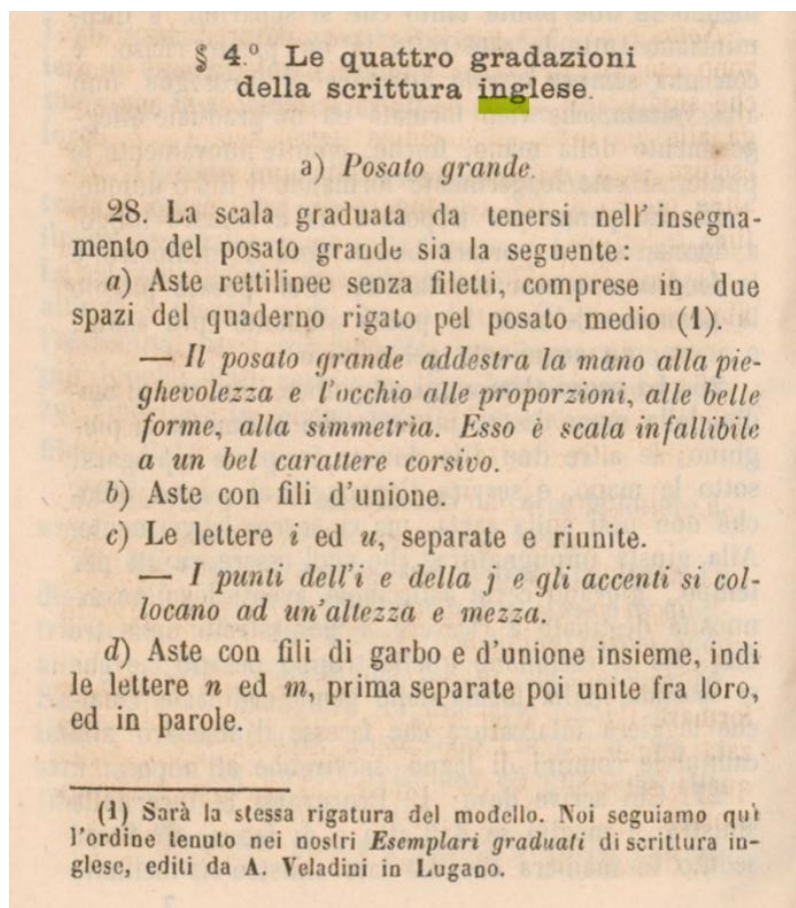 § 4.º Le quattro gradazioni
della scrittura inglese.
a) Posato grande.
28. La scala graduata da tenersi nell'insegna-
mento del posato grande sia la seguente:
a) Aste rettilinee senza filetti, comprese in due
spazi del quaderno rigato pel posato medio (1).
— Il posato grande addestra la mano alla pie-
ghevolezza e l'occhio alle proporzioni, alle belle
forme, alla simmetrìa. Esso è scala infallibile
a un bel carattere corsivo.
b) Aste con fili d'unione.
c) Le lettere i ed u, separate e riunite.
— I punti dell'i e della j e gli accenti si col-
locano ad un'altezza e mezza.
d) Aste con fili di garbo e d'unione insieme, indi
le lettere n ed m, prima separate poi unite fra loro,
ed in parole.
(1) Sarà la stessa rigatura del modello. Noi seguiamo quì
l'ordine tenuto nei nostri Esemplari graduati di scrittura in-
glese, editi da A. Veladini in Lugano.